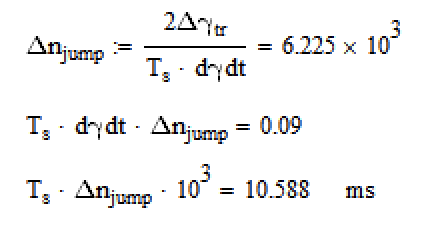 Δn_jump := 2Δγ_tr / (T_s · dγdt) = 6.225 × 10^3
T_s · dγdt · Δn_jump = 0.09
T_s · Δn_jump · 10^3 = 10.588 ms